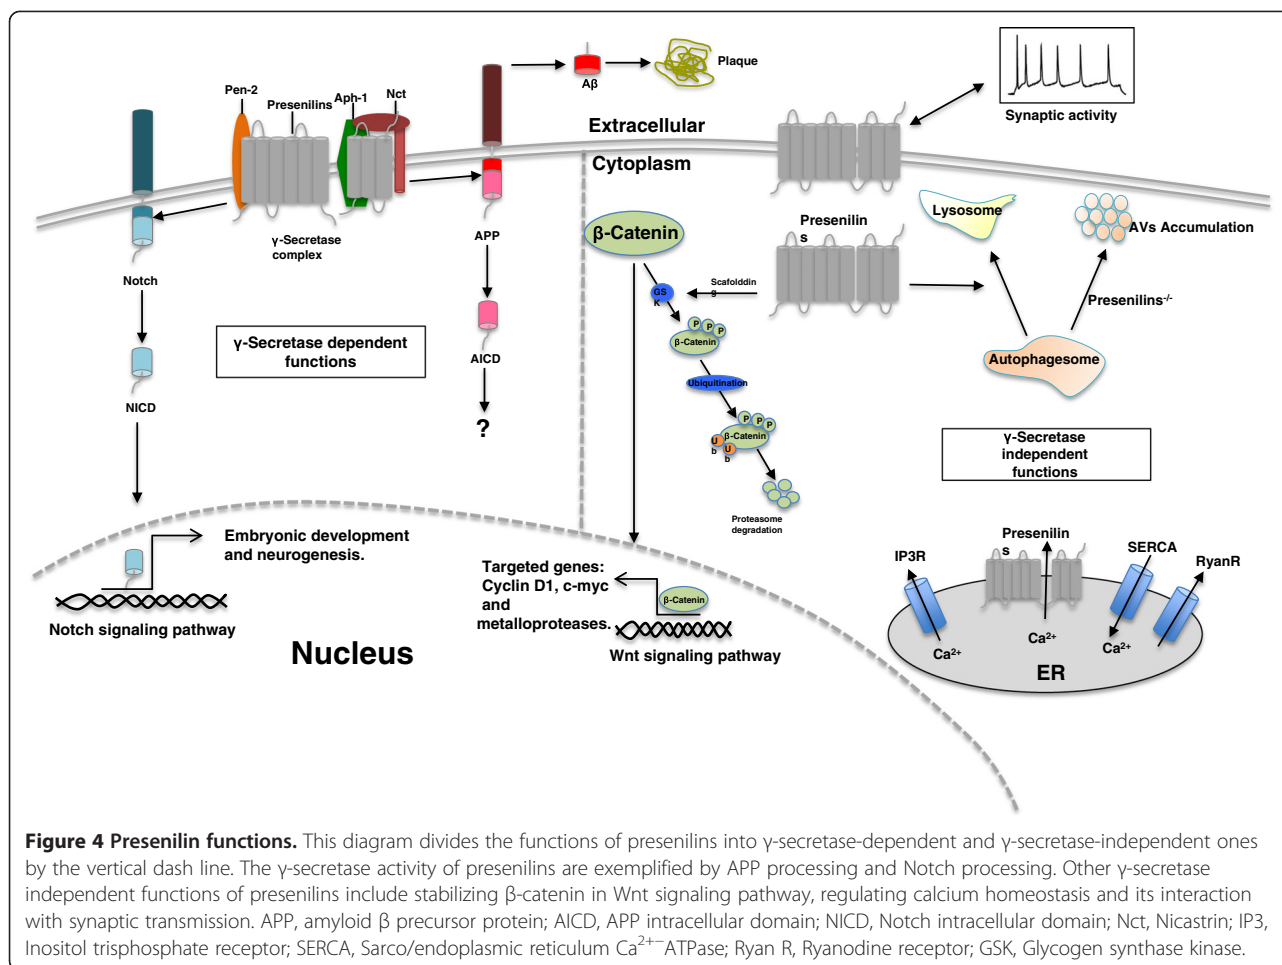 Pen-2
Presenilins
Aph-1
Nct
Aβ
Plaque
Synaptic activity
Extracellular
Cytoplasm
γ-Secretase
complex
Notch
NICD
APP
AICD
?
γ-Secretase dependent
functions
β-Catenin
GS
K
Scafolddin
g
Presenilin
s
Lysosome
AVs Accumulation
Presenilins-/-
Autophagesome
P P P
β-Catenin
Ubiquitination
P P P
β-Catenin
U
b
U
b
Proteasome
degradation
γ-Secretase
independent
functions
Embryonic development
and neurogenesis.
Notch signaling pathway
Nucleus
Targeted genes:
Cyclin D1, c-myc
and
metalloproteases.
β-Catenin
Wnt signaling pathway
IP3R
Presenilin
s
SERCA
RyanR
Ca2+
Ca2+
Ca2+
ER
Figure 4 Presenilin functions. This diagram divides the functions of presenilins into γ-secretase-dependent and γ-secretase-independent ones
by the vertical dash line. The γ-secretase activity of presenilins are exemplified by APP processing and Notch processing. Other γ-secretase
independent functions of presenilins include stabilizing β-catenin in Wnt signaling pathway, regulating calcium homeostasis and its interaction
with synaptic transmission. APP, amyloid β precursor protein; AICD, APP intracellular domain; NICD, Notch intracellular domain; Nct, Nicastrin; IP3,
Inositol trisphosphate receptor; SERCA, Sarco/endoplasmic reticulum Ca2+−ATPase; Ryan R, Ryanodine receptor; GSK, Glycogen synthase kinase.